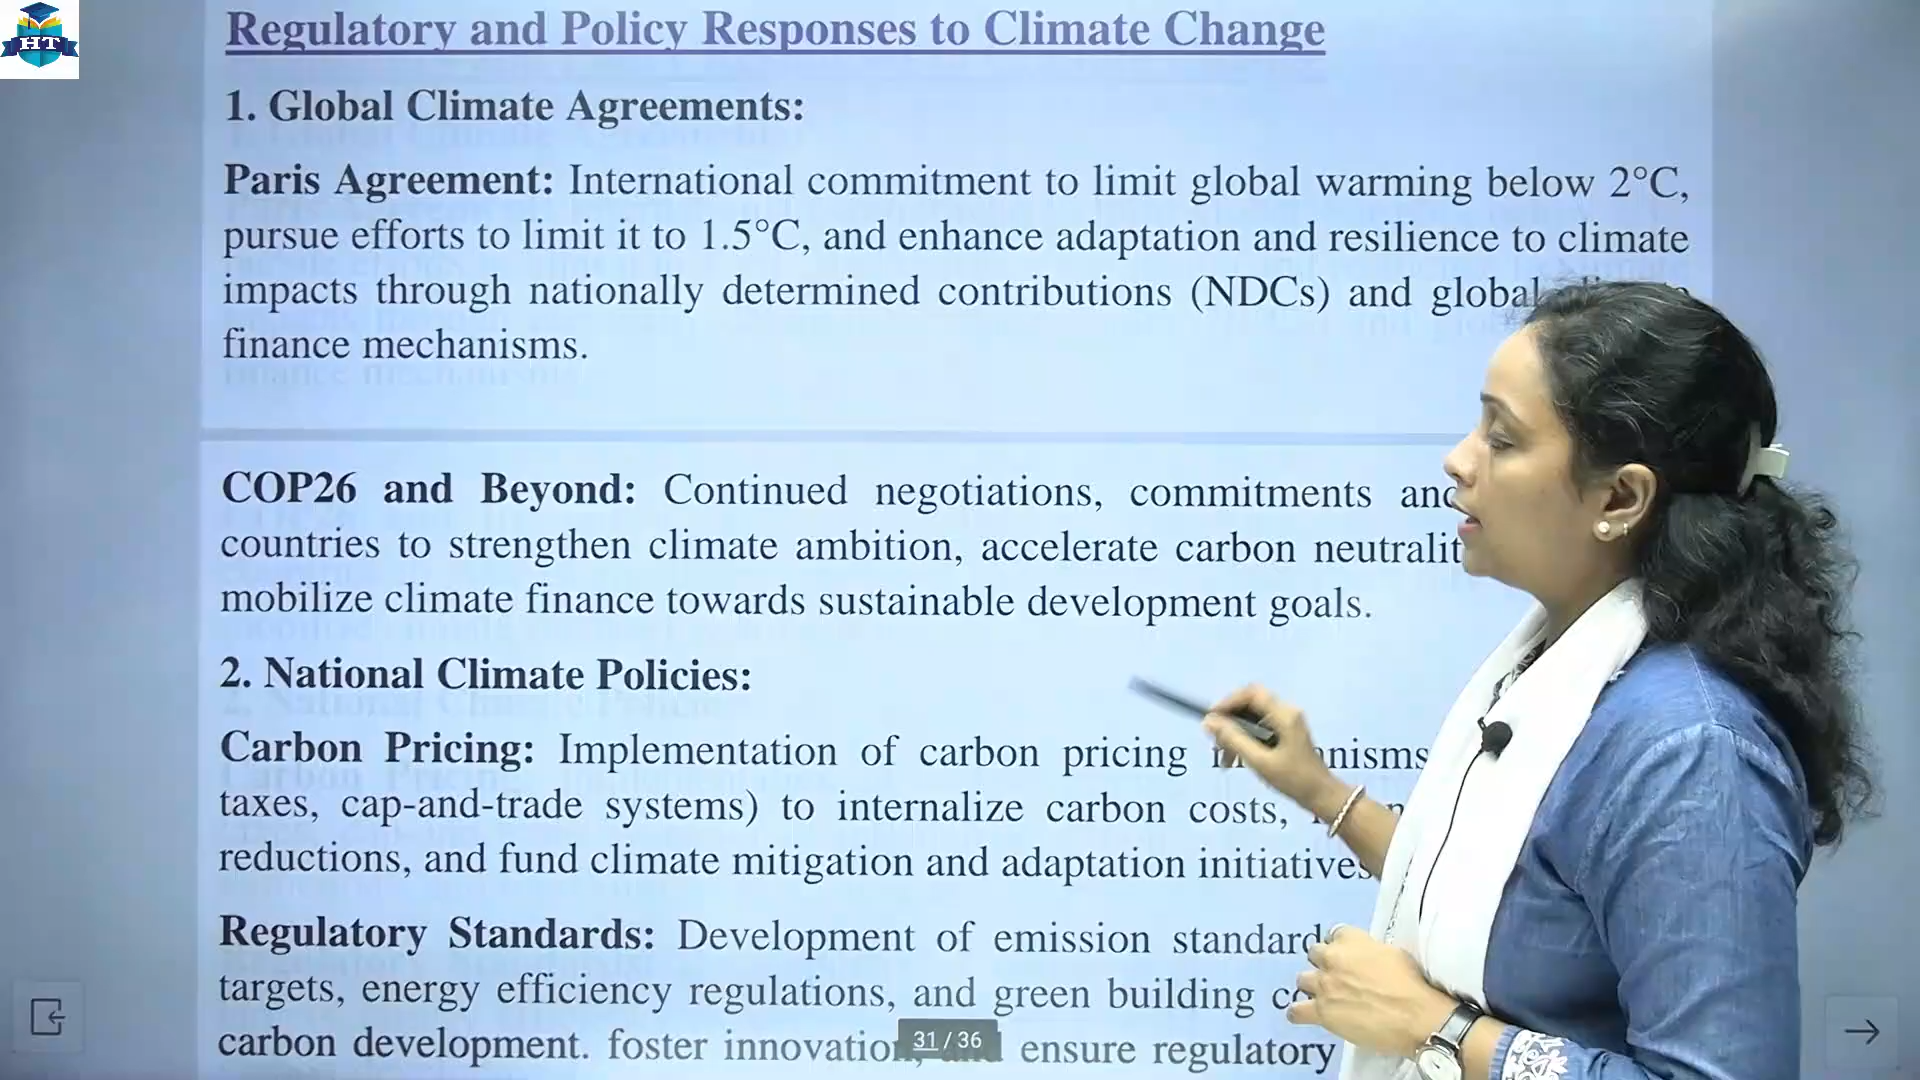 HT
Regulatory and Policy Responses to Climate Change
1. Global Climate Agreements:
Paris Agreement: International commitment to limit global warming below 2°C,
pursue efforts to limit it to 1.5°C, and enhance adaptation and resilience to climate
impacts through nationally determined contributions (NDCs) and global
finance mechanisms.
COP26 and Beyond: Continued negotiations, commitments
countries to strengthen climate ambition, accelerate carbon
mobilize climate finance towards sustainable development goals.
2. National Climate Policies:
Carbon Pricing: Implementation of carbon pricing
taxes, cap-and-trade systems) to internalize carbon costs,
reductions, and fund climate mitigation and adaptation initiatives
Regulatory Standards: Development of emission
targets, energy efficiency regulations, and green building
carbon development. foster ensure regulatory
31 / 36